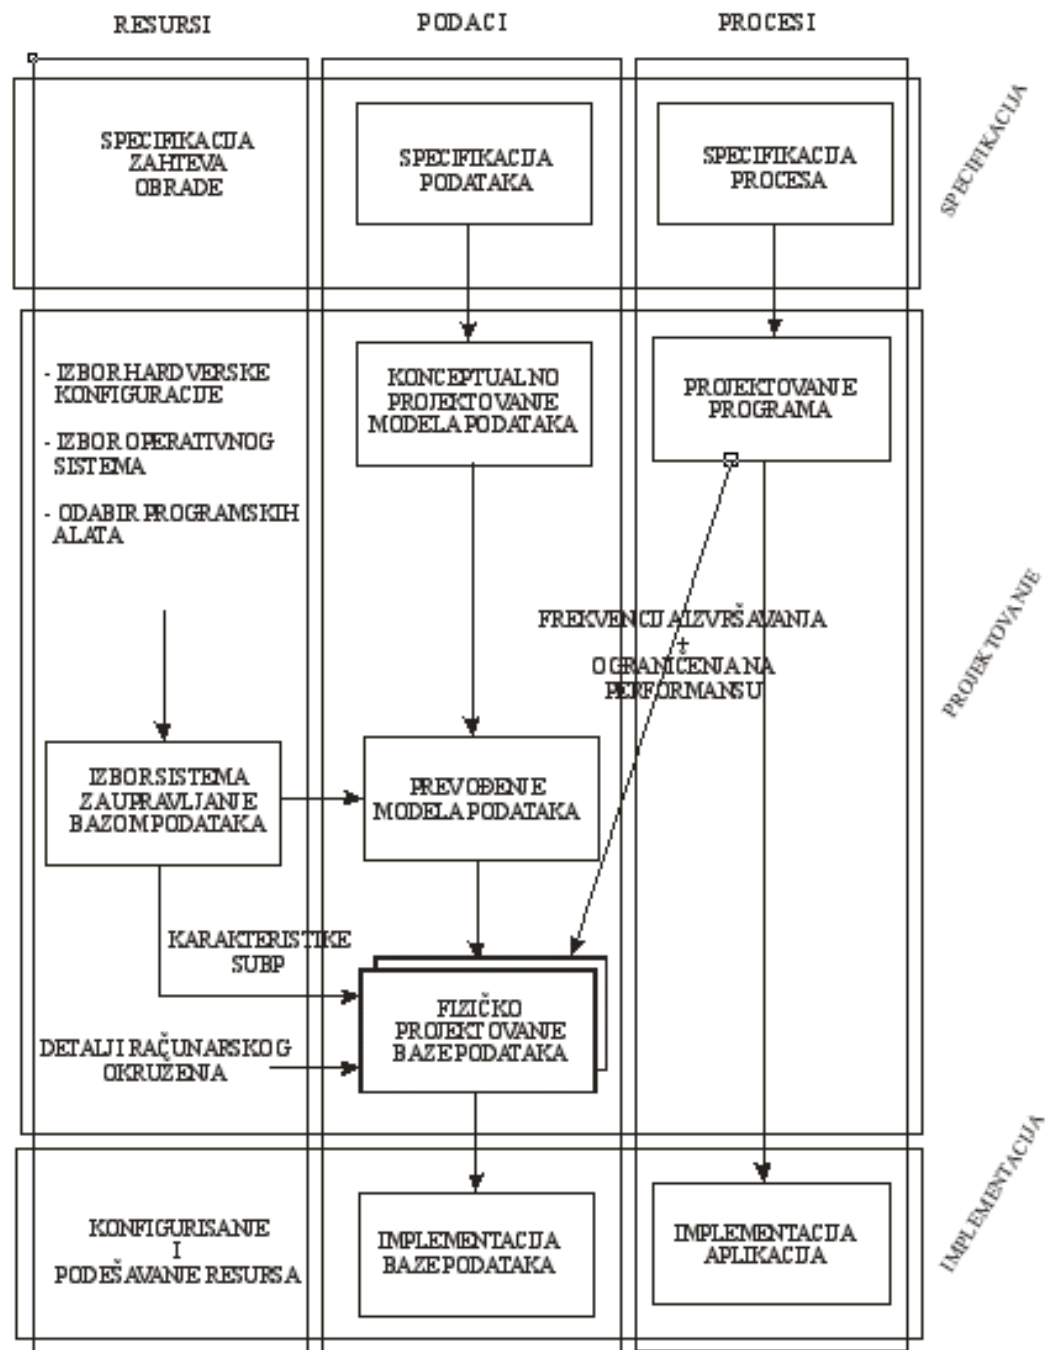 RESURSI
PODACI
PROCESI
SPECIFIKACIJA
ZAHTEVA
OBRADE
SPECIFIKACIJA
PODATAKA
SPECIFIKACIJA
PROCESA
SPECIFIKACIJA
- IZBOR HARDVERSKE
KONFIGURACIJE
- IZBOR OPERATIVNOG
SISTEMA
- ODABIR PROGRAMSKIH
ALATA
KONCEPTUALNO
PROJEKTOVANJE
MODELA PODATAKA
PROJEKTOVANJE
PROGRAMA
FREKVENCIJA IZVRŠAVANJA
+
OGRANIČENJA NA
PERFORMANSU
PROJEKTOVANJE
IZBOR SISTEMA
ZA UPRAVLJANJE
BAZOM PODATAKA
PREVOĐENJE
MODELA PODATAKA
KARAKTERISTIKE
SUBP
FIZIČKO
PROJEKTOVANJE
BAZE PODATAKA
DETALJI RAČUNARSKOG
OKRUŽENJA
KONFIGURISANJE
I
PODEŠAVANJE RESURSA
IMPLEMENTACIJA
BAZE PODATAKA
IMPLEMENTACIJA
APLIKACIJA
IMPLEMENTACIJA